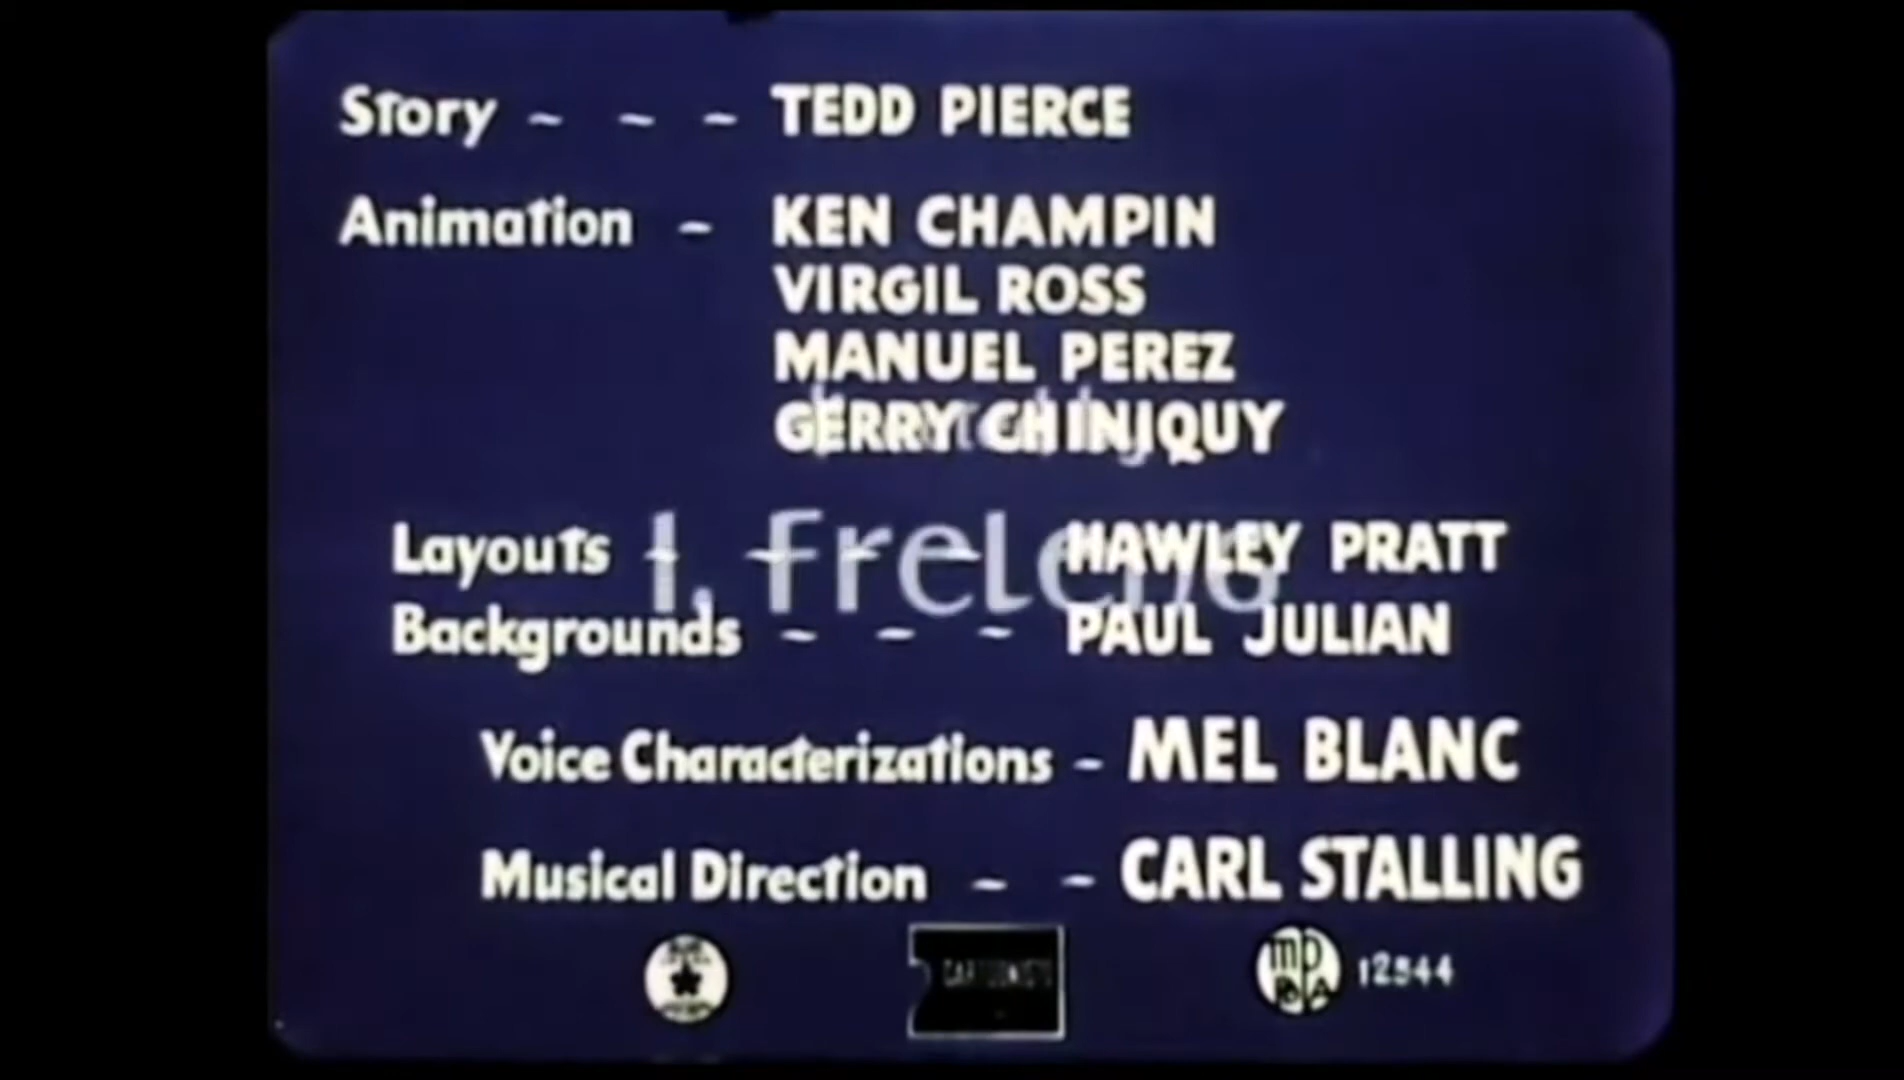 Story ~ ~ ~ TEDD PIERCE
Animation ~ KEN CHAMPIN
VIRGIL ROSS
MANUEL PEREZ
GERRY CHINIQUY
I. Freleng
Layouts ~ ~ ~ ~ HAWLEY PRATT
Backgrounds ~ ~ ~ PAUL JULIAN
Voice Characterizations ~ MEL BLANC
Musical Direction ~ ~ CARL STALLING
12544